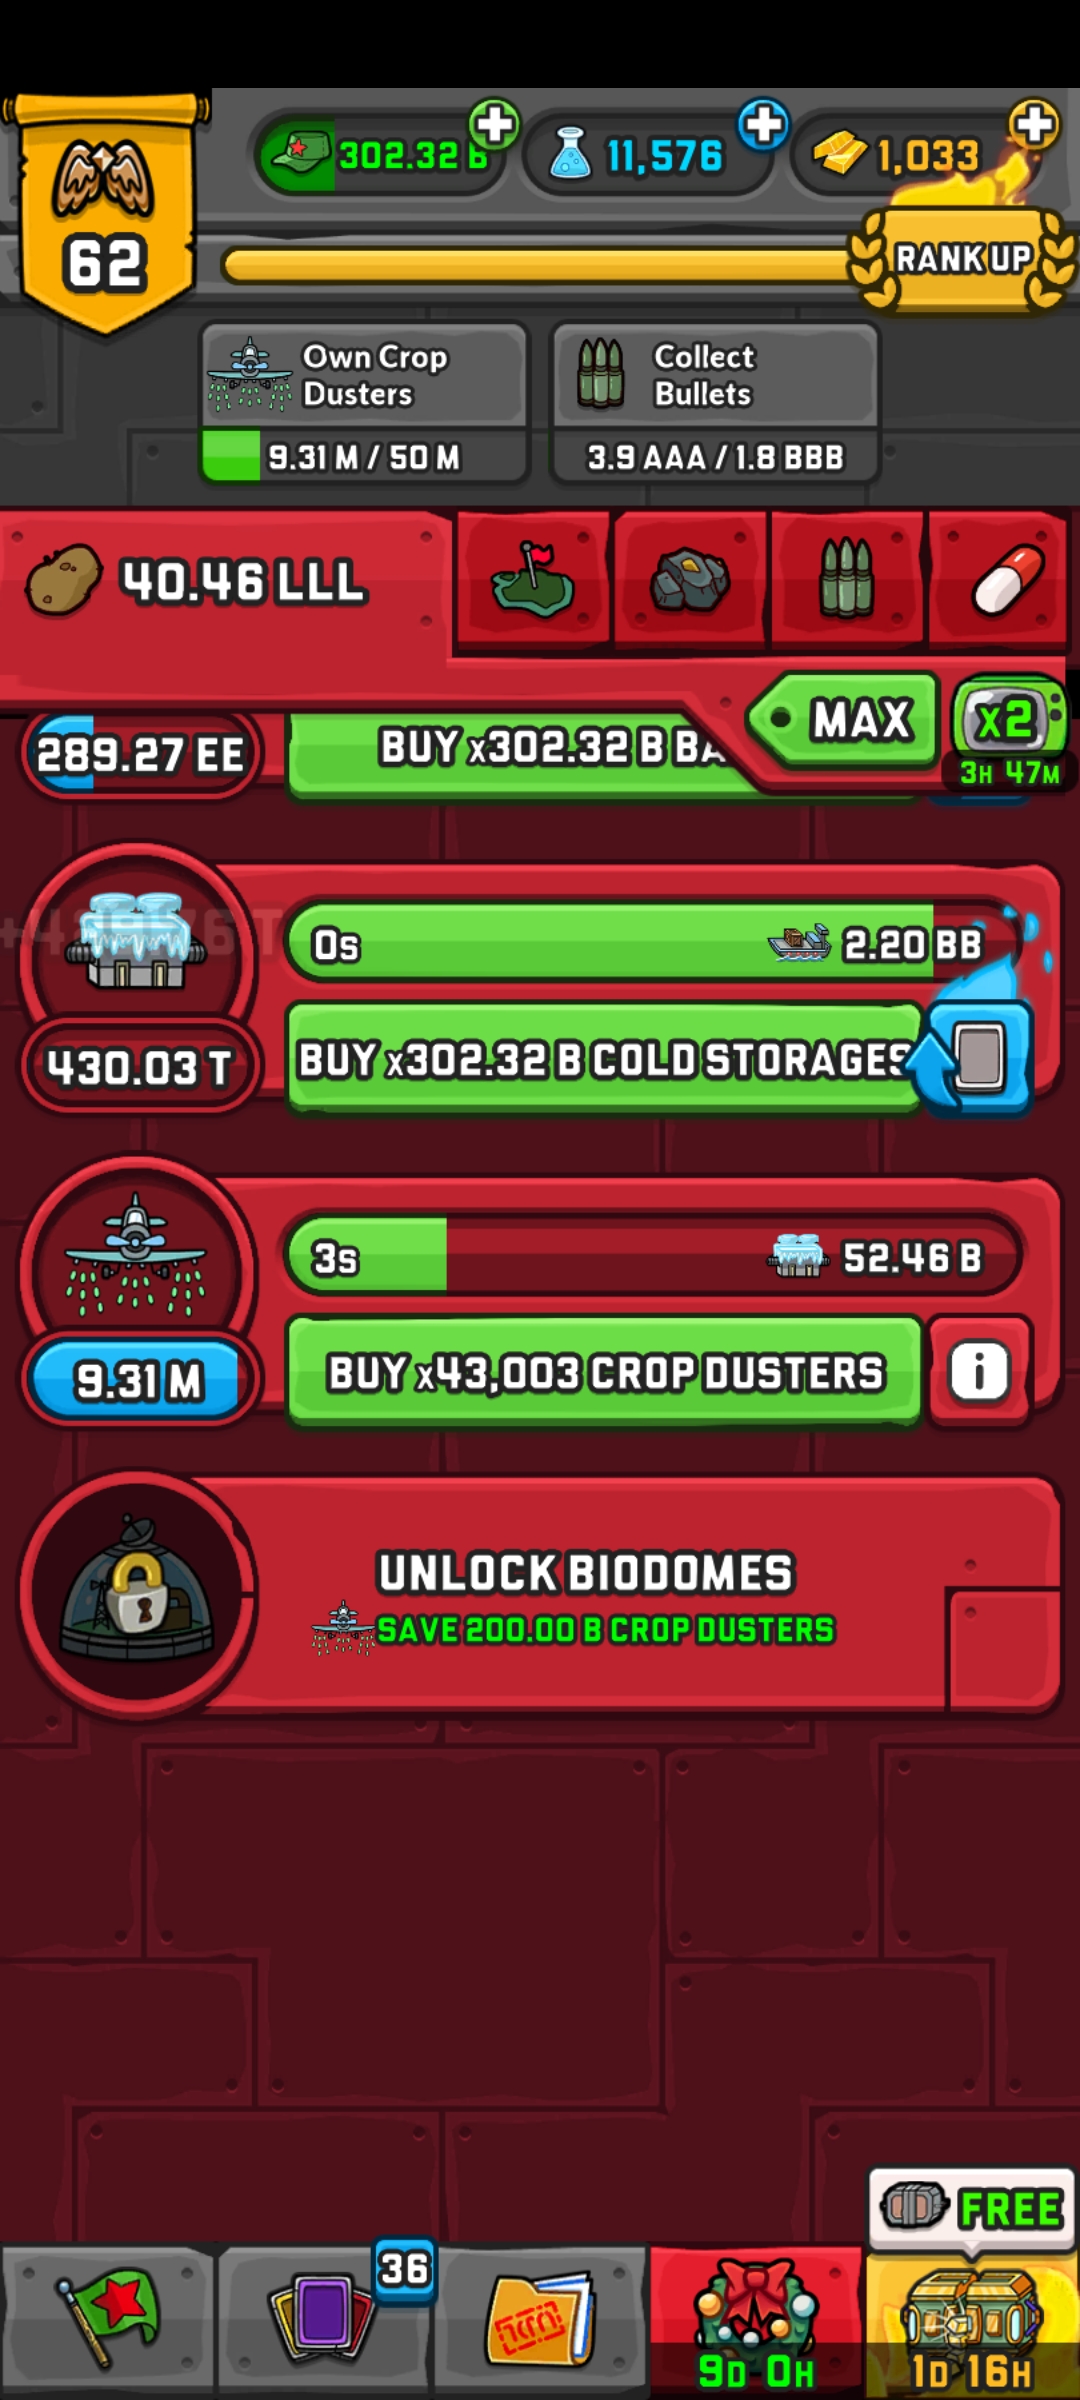 302.32 B
11,576
1,033
62
RANK UP
Own Crop
Dusters
9.31 M / 50 M
Collect
Bullets
3.9 AAA / 1.8 BBB
40.46 LLL
MAX
x2
3H 47M
289.27 EE
BUY x302.32 B BA
0s
2.20 BB
430.03 T
BUY x302.32 B COLD STORAGES
3s
52.46 B
9.31 M
BUY x43,003 CROP DUSTERS
i
UNLOCK BIODOMES
SAVE 200.00 B CROP DUSTERS
FREE
36
9D 0H
1D 16H